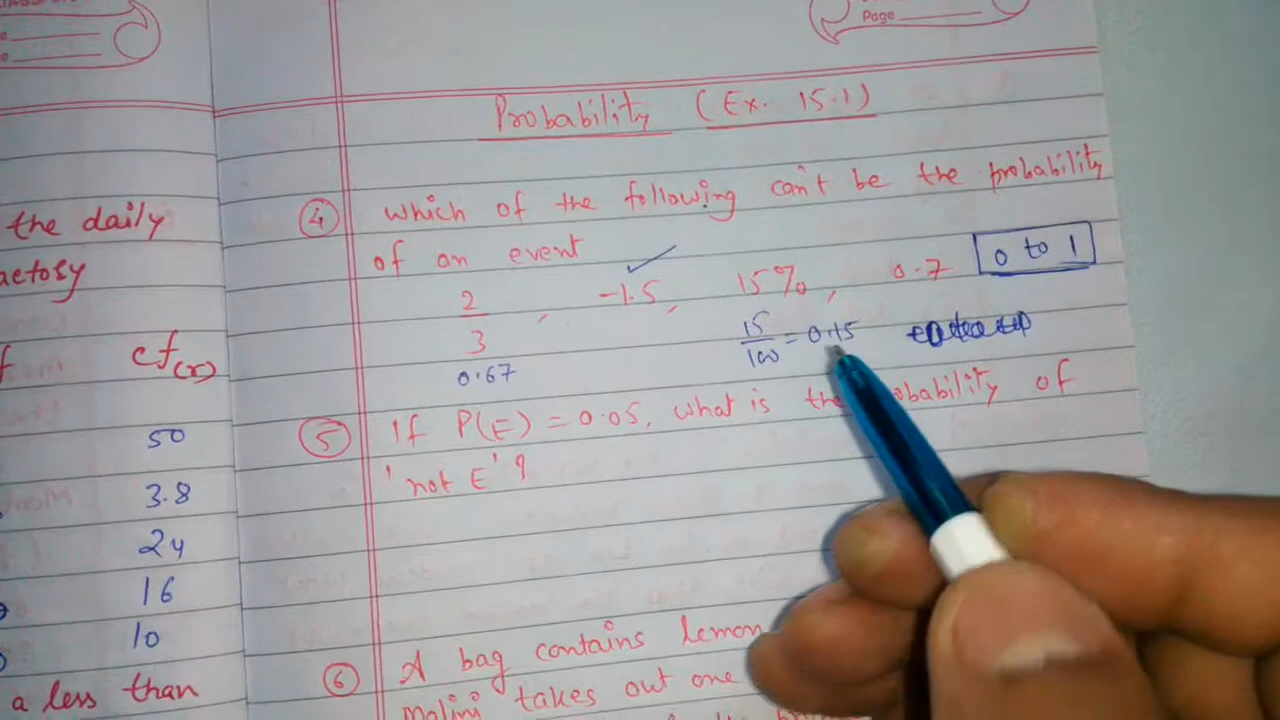 Page
Probability (Ex. 15.1)
4 which of the following can't be the probability
of an event 0 to 1
2/3, -1.5, 15%, 0.7
0.67 15/100 = 0.15
5 If P(E) = 0.05, what is the probability of
'not E' ?
6 A bag contains lemon
Malini takes out one
the daily
cf(x)
50
3.8
24
16
10
a less than